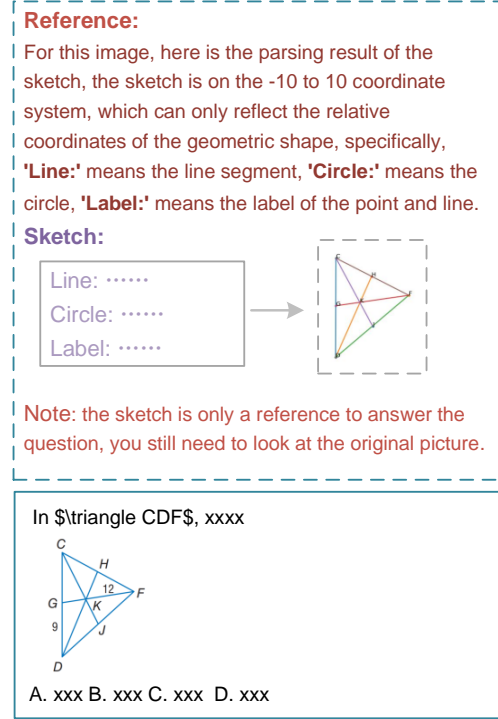 Reference:
For this image, here is the parsing result of the
sketch, the sketch is on the -10 to 10 coordinate
system, which can only reflect the relative
coordinates of the geometric shape, specifically,
'Line:' means the line segment, 'Circle:' means the
circle, 'Label:' means the label of the point and line.
Sketch:
Line: ······
Circle: ······
Label: ······
Note: the sketch is only a reference to answer the
question, you still need to look at the original picture.
In $\triangle CDF$, xxxx
C
H
12
F
G
K
9
J
D
A. xxx B. xxx C. xxx  D. xxx